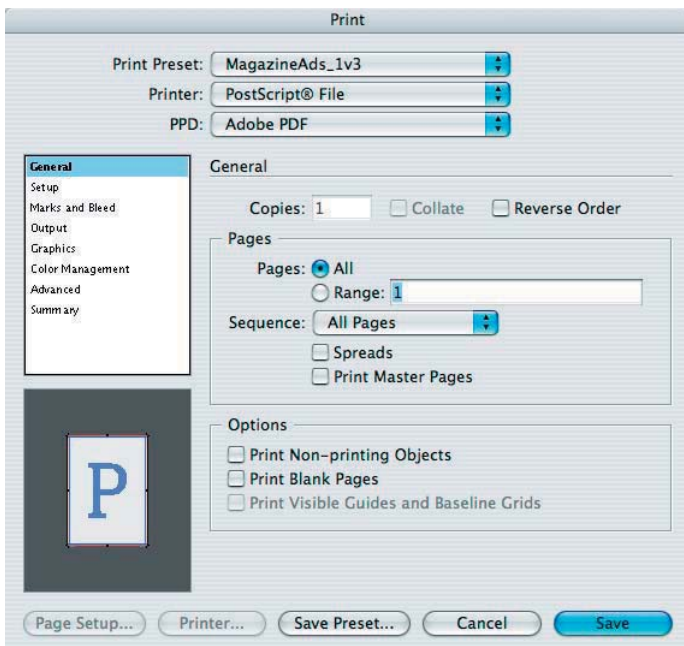 Print
Print Preset: MagazineAds_1v3
Printer: PostScript® File
PPD: Adobe PDF
General
Setup
Marks and Bleed
Output
Graphics
Color Management
Advanced
Summary
General
Copies: 1 Collate Reverse Order
Pages
Pages: All
Range: 1
Sequence: All Pages
Spreads
Print Master Pages
Options
Print Non-printing Objects
Print Blank Pages
Print Visible Guides and Baseline Grids
P
Page Setup... Printer... Save Preset... Cancel Save